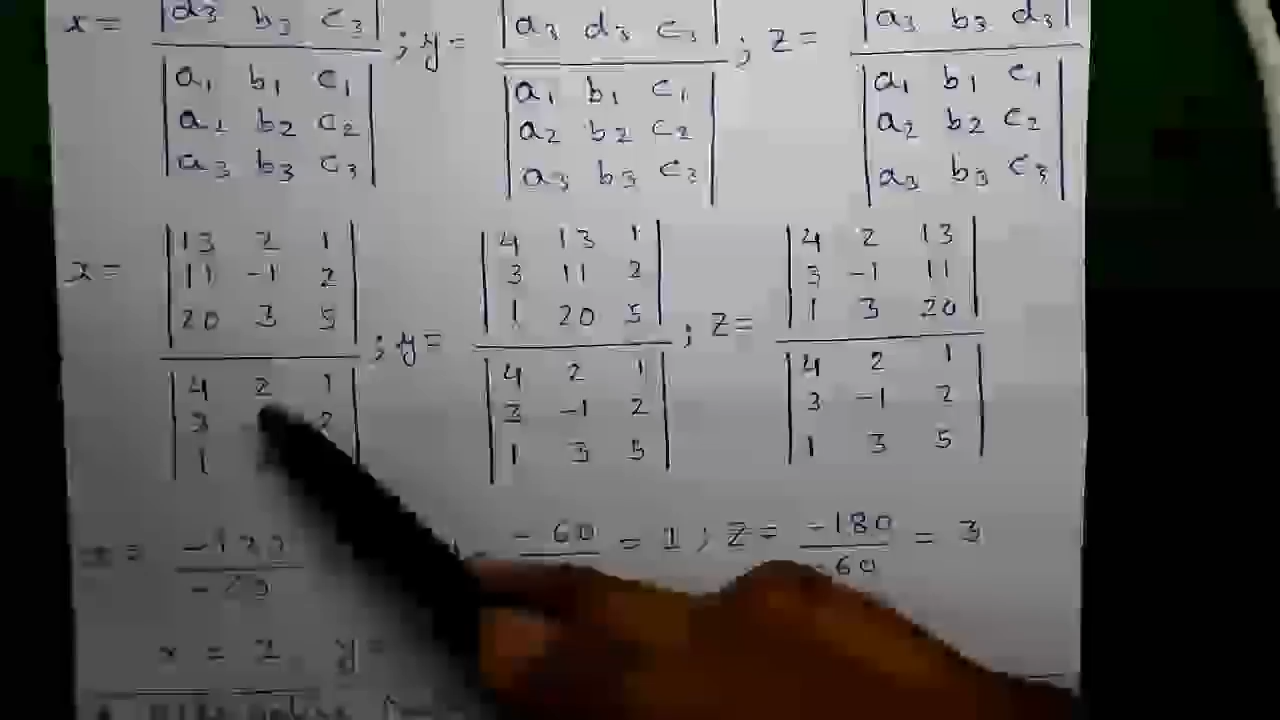 x = |d3 b3 c3| ; y = |a3 d3 c3| ; z = |a3 b3 d3|
a1 b1 c1 a1 b1 c1 a1 b1 c1
a2 b2 c2 a2 b2 c2 a2 b2 c2
a3 b3 c3 a3 b3 c3 a3 b3 c3
13 2 1 4 13 1 4 2 13
x = 11 -1 2 3 11 2 3 -1 11
20 3 5 ; y = 1 20 5 ; z = 1 3 20
4 2 1 4 2 1 4 2 1
3 2 3 -1 2 3 -1 2
1 1 3 5 1 3 5
x = -60 = 1 ; z = -180 = 3
-60
x = 2, y =